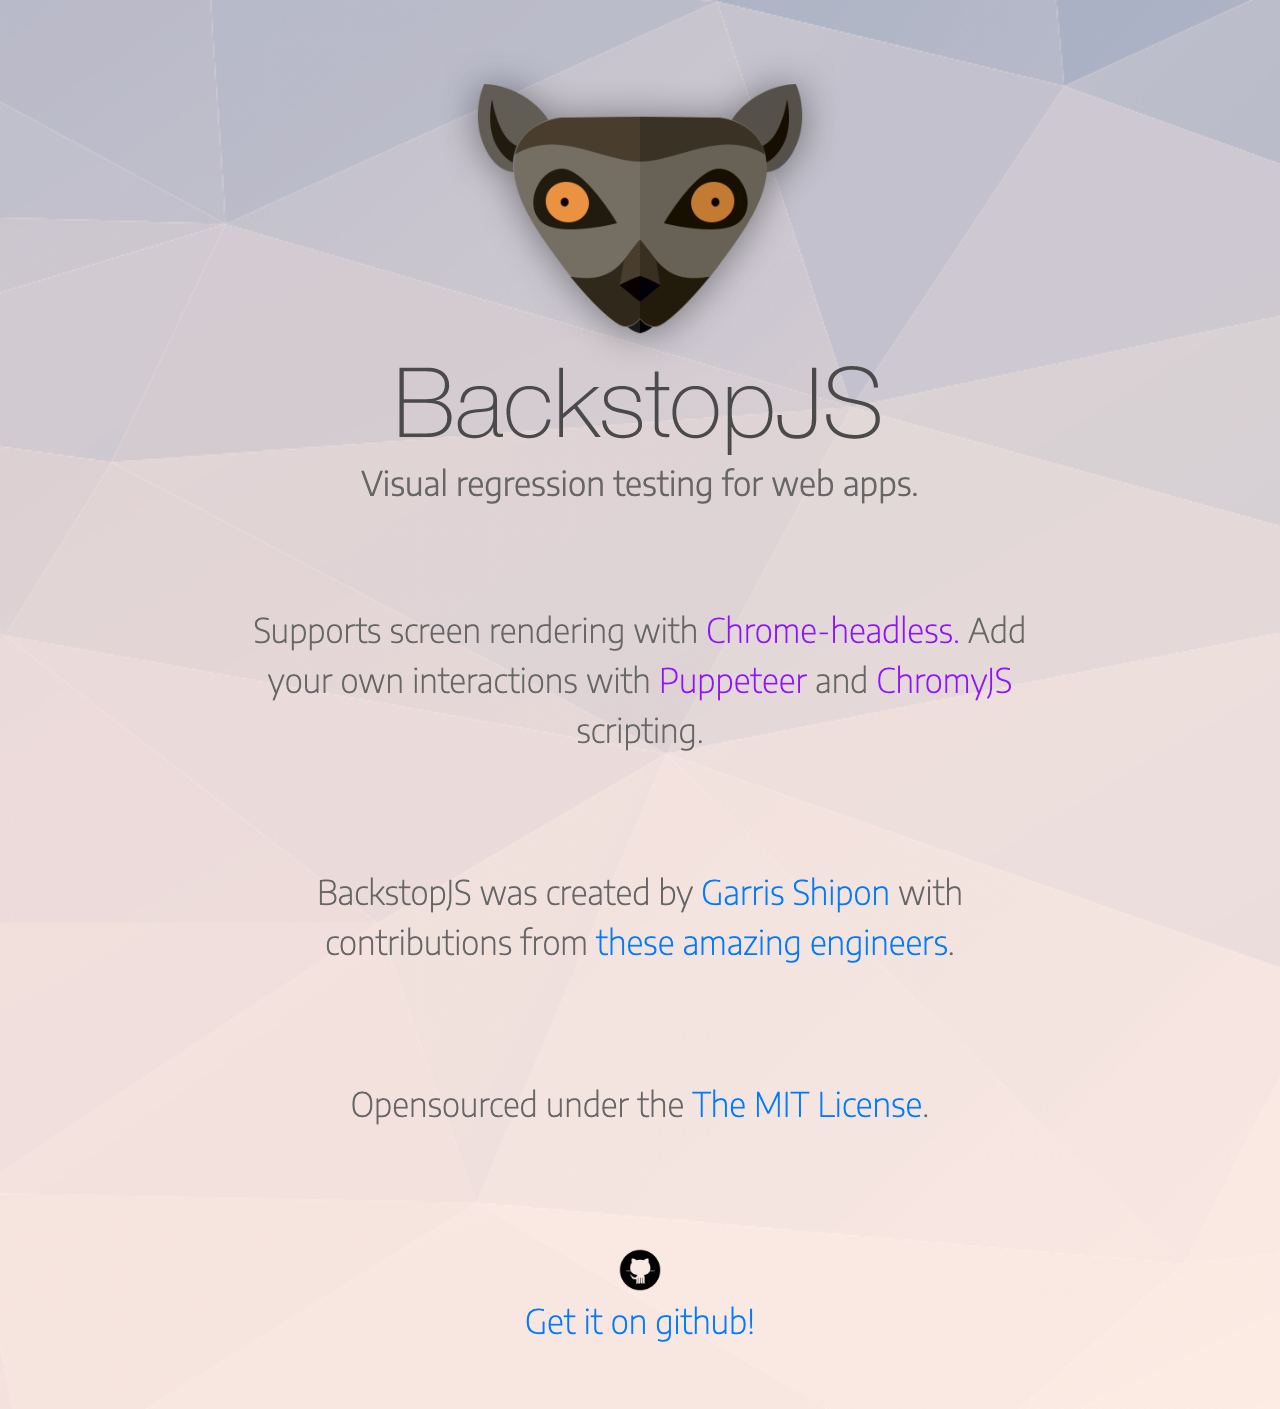 BackstopJS
Visual regression testing for web apps.
Supports screen rendering with Chrome-headless. Add
your own interactions with Puppeteer and ChromyJS
scripting.
BackstopJS was created by Garris Shipon with
contributions from these amazing engineers.
Opensourced under the The MIT License.
Get it on github!